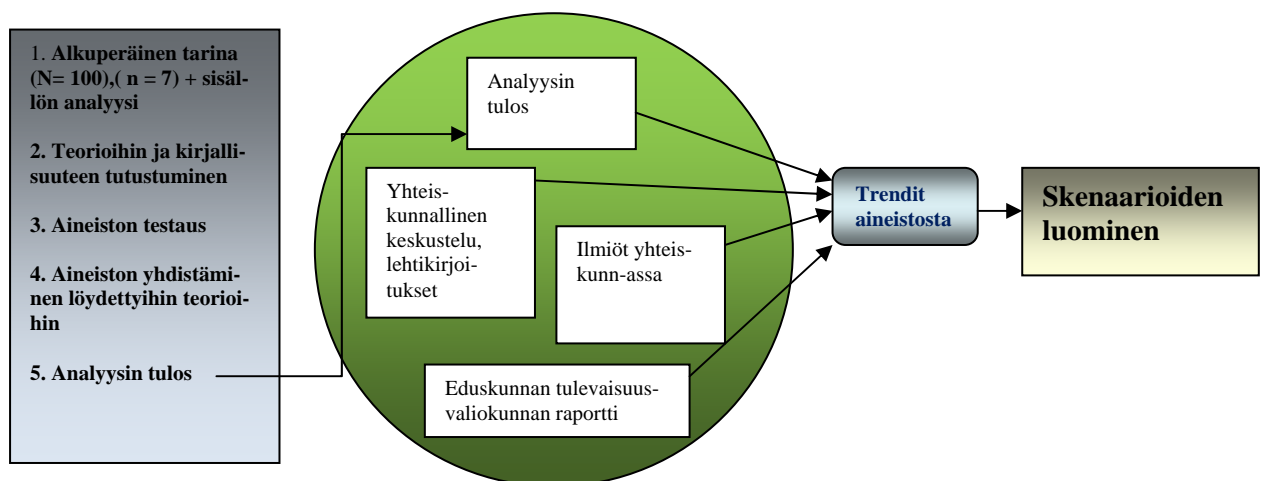 1. Alkuperäinen tarina
(N= 100),( n = 7) + sisäl-
lön analyysi
2. Teorioihin ja kirjalli-
suuteen tutustuminen
3. Aineiston testaus
4. Aineiston yhdistämi-
nen löydettyihin teorioi-
hin
5. Analyysin tulos
Analyysin
tulos
Yhteis-
kunnallinen
keskustelu,
lehtikirjoi-
tukset
Ilmiöt yhteis-
kunn-assa
Eduskunnan tulevaisuus-
valiokunnan raportti
Trendit
aineistosta
Skenaarioiden
luominen